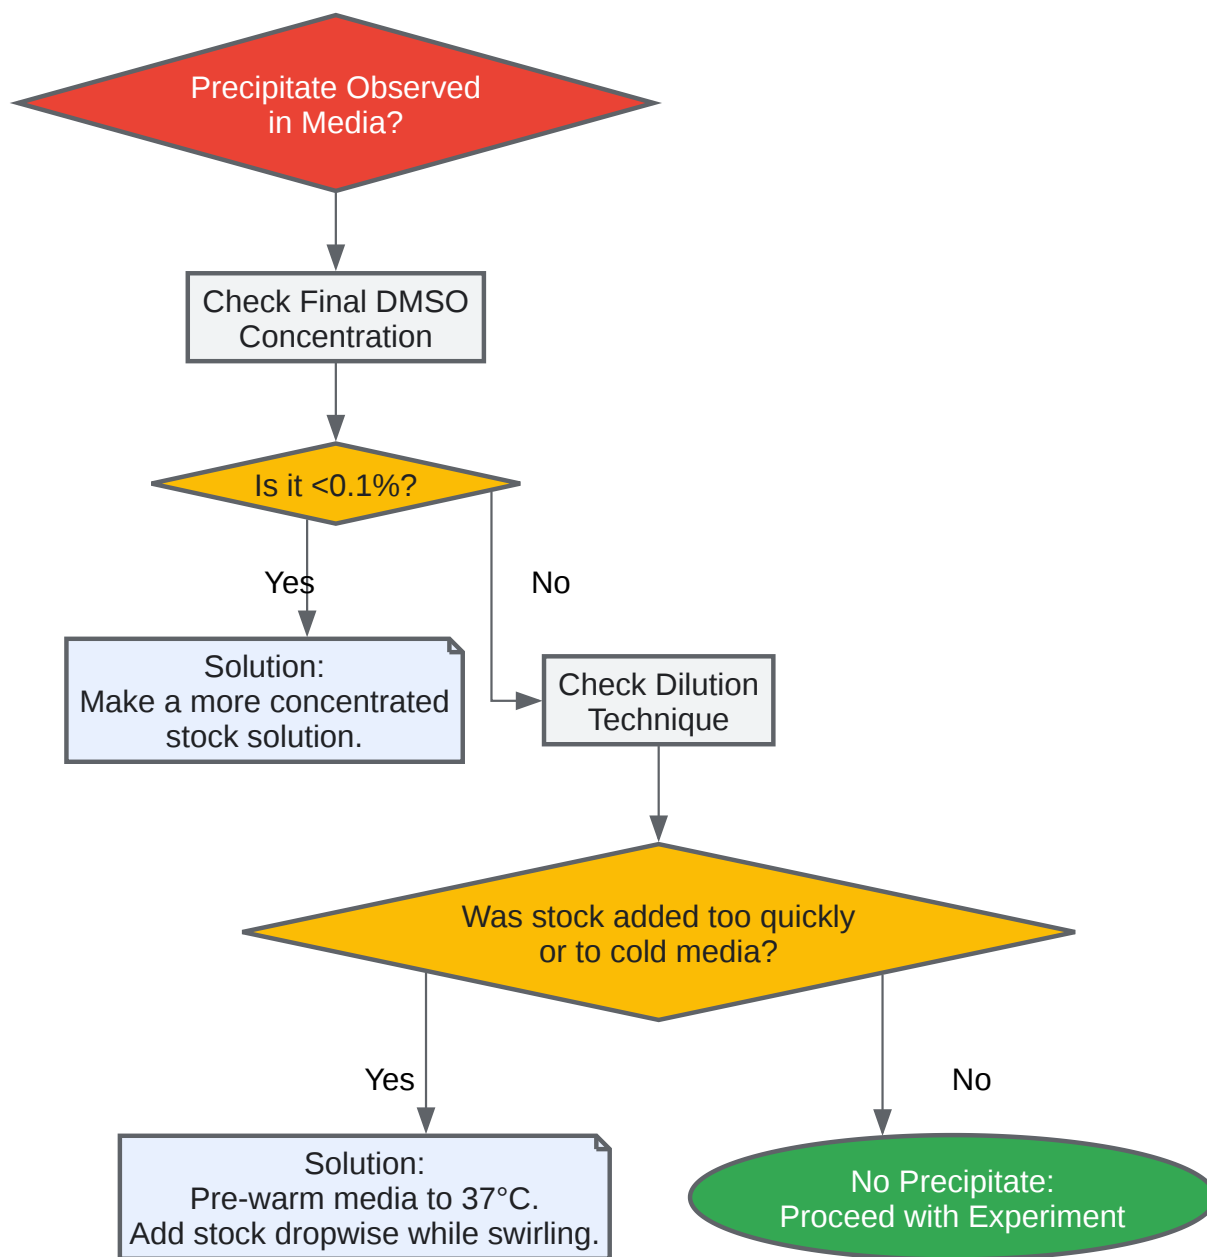 Precipitate Observed
in Media?
Check Final DMSO
Concentration
Is it <0.1%?
Yes
No
Solution:
Make a more concentrated
stock solution.
Check Dilution
Technique
Was stock added too quickly
or to cold media?
Yes
No
Solution:
Pre-warm media to 37°C.
Add stock dropwise while swirling.
No Precipitate:
Proceed with Experiment